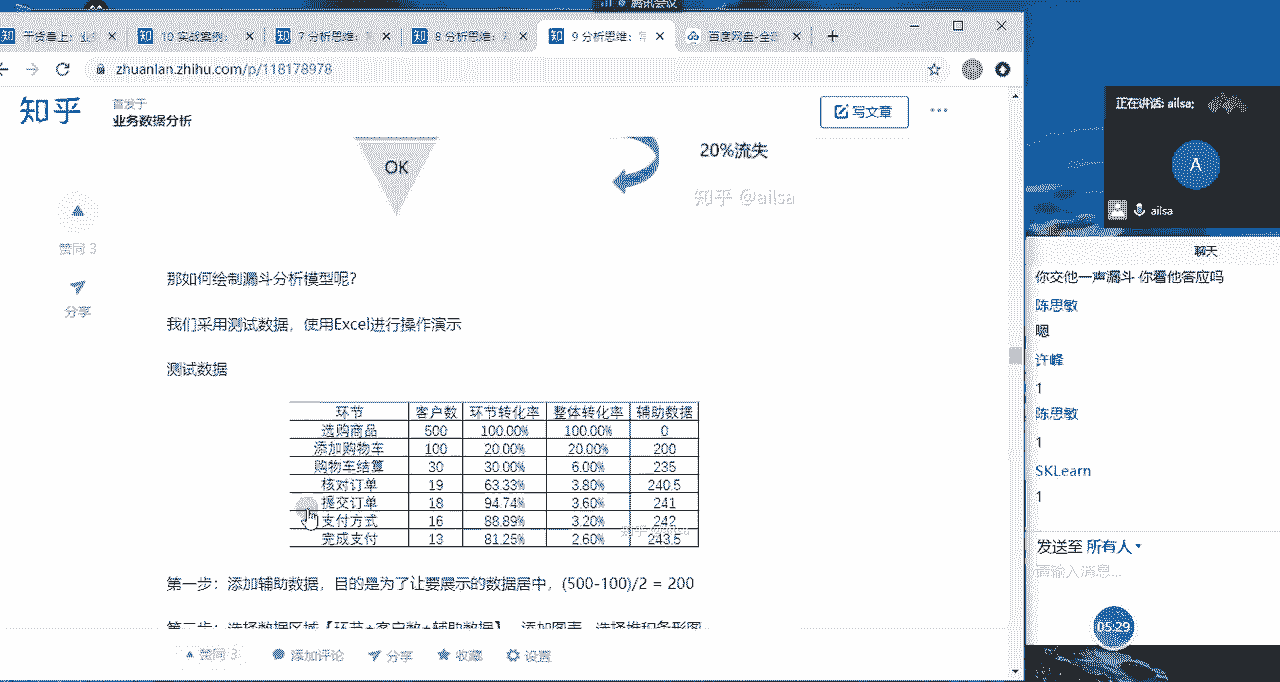 腾讯会议
干货奉上：业
10 实战案例：
7 分析思维：
8 分析思维：
9 分析思维：
百度网盘-全
zhuanlan.zhihu.com/p/118178978
知乎
首发于
业务数据分析
写文章
正在讲话: ailsa;
A
ailsa
OK
20%流失
知乎 @ailsa
赞同 3
分享
那如何绘制漏斗分析模型呢？
我们采用测试数据，使用Excel进行操作演示
测试数据
环节 客户数 环节转化率 整体转化率 辅助数据
选购商品 500 100.00% 100.00% 0
添加购物车 100 20.00% 20.00% 200
购物车结算 30 30.00% 6.00% 235
核对订单 19 63.33% 3.80% 240.5
提交订单 18 94.74% 3.60% 241
支付方式 16 88.89% 3.20% 242
完成支付 13 81.25% 2.60% 243.5
第一步：添加辅助数据，目的是为了让要展示的数据居中，(500-100)/2 = 200
第二步：选择数据区域【环节+客户数+辅助数据】，添加图表，选择堆积条形图
赞同 3 添加评论 分享 收藏 设置
聊天
你交他一声漏斗 你看他答应吗
陈思敏
嗯
许峰
1
陈思敏
1
SKLearn
1
发送至 所有人
请输入消息...
05:29